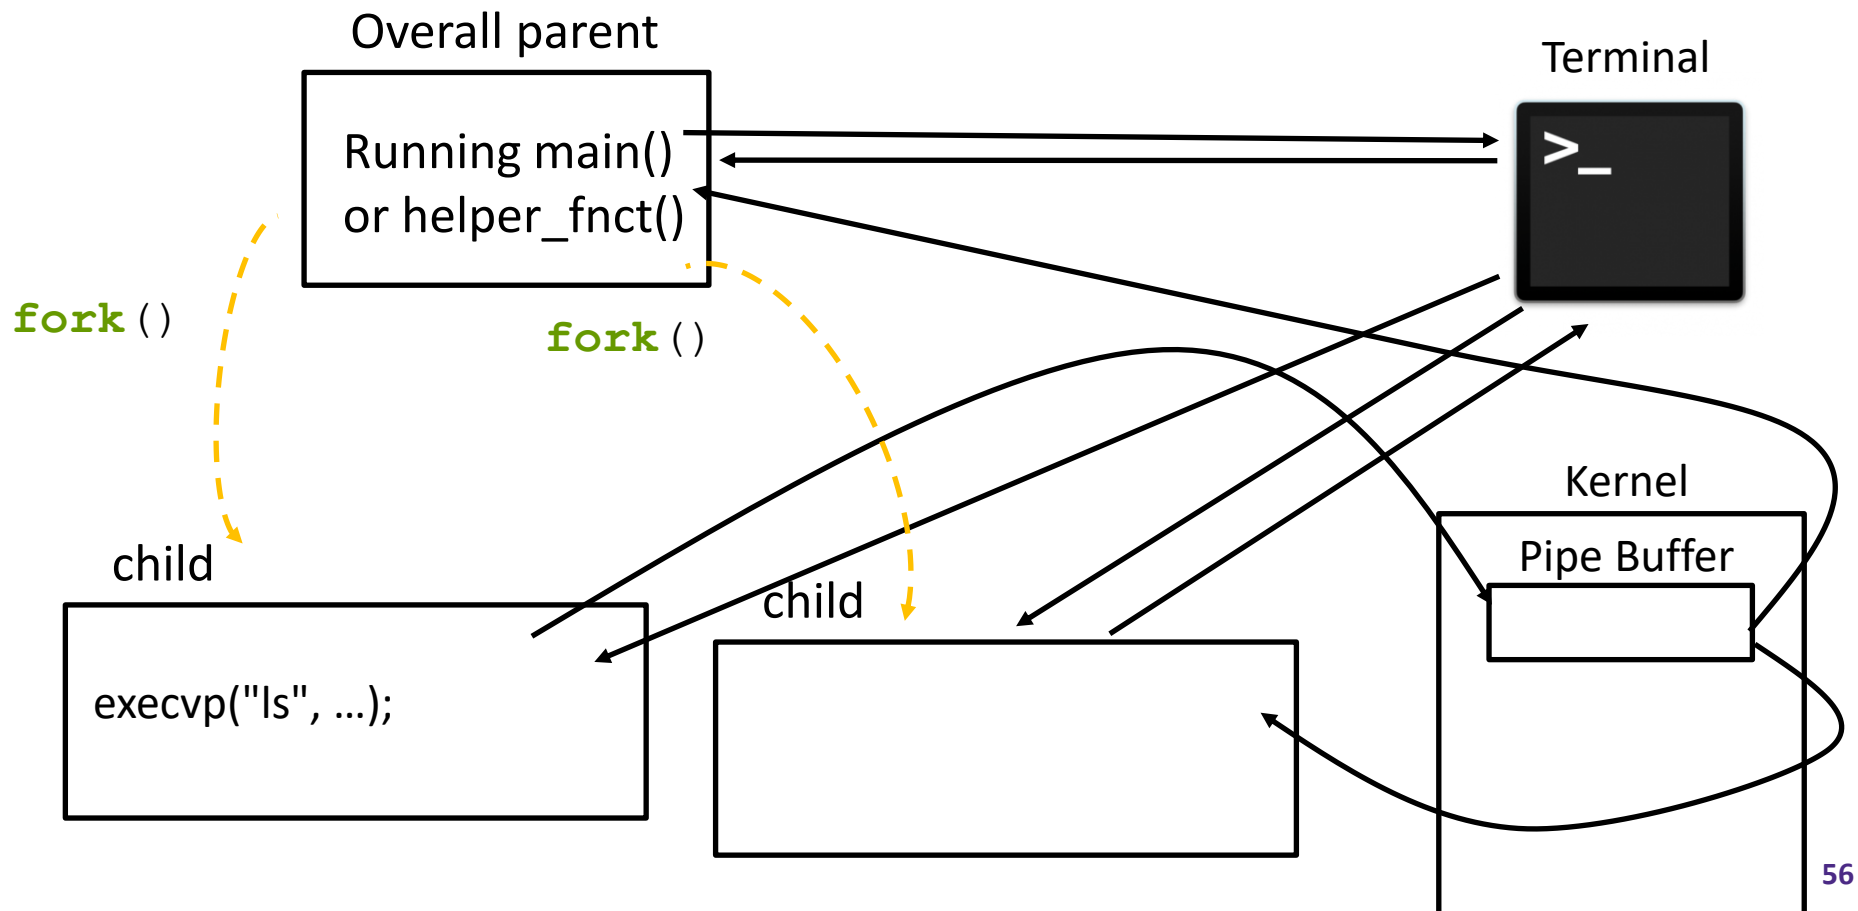 Overall parent
Terminal
Running main()
or helper_fnct()
>_
fork()
fork()
Kernel
Pipe Buffer
child
child
execvp("ls", …);
56